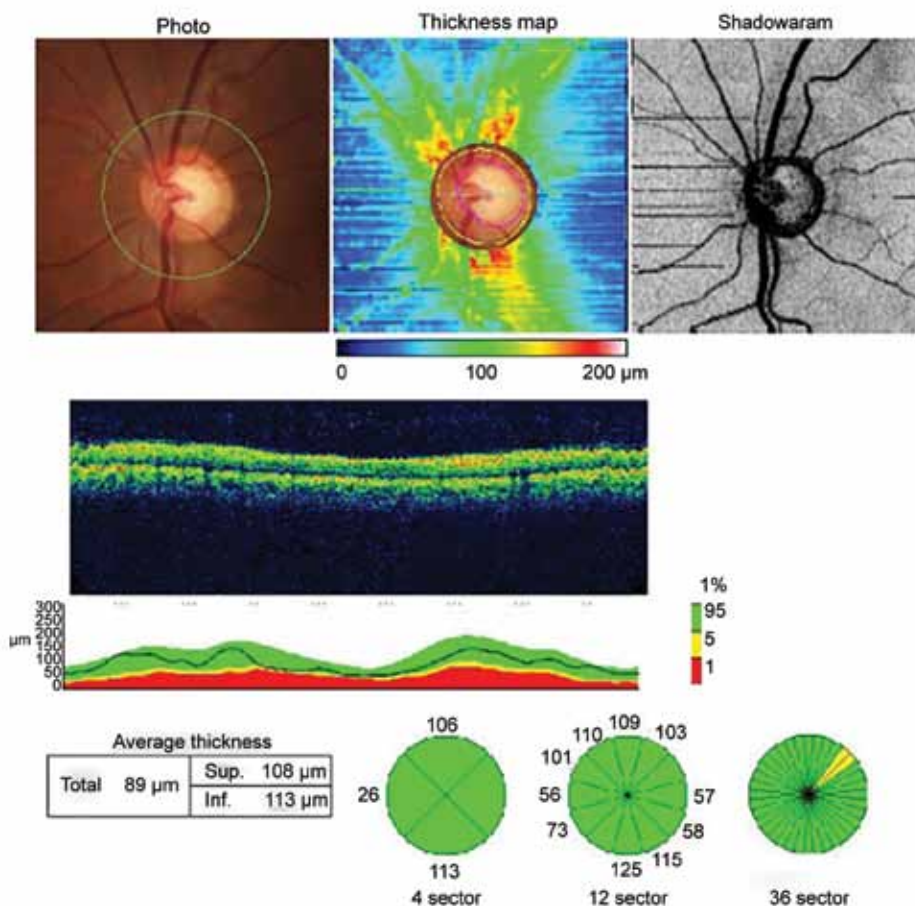 Photo Thickness map Shadowaram
0 100 200 µm
1%
300
250
200
150
100
50
0
µm
95
5
1
Average thickness
Total 89 µm
Sup. 108 µm
Inf. 113 µm
106
26
113
4 sector
109
110 103
101
56 57
73 58
115
125
12 sector
36 sector